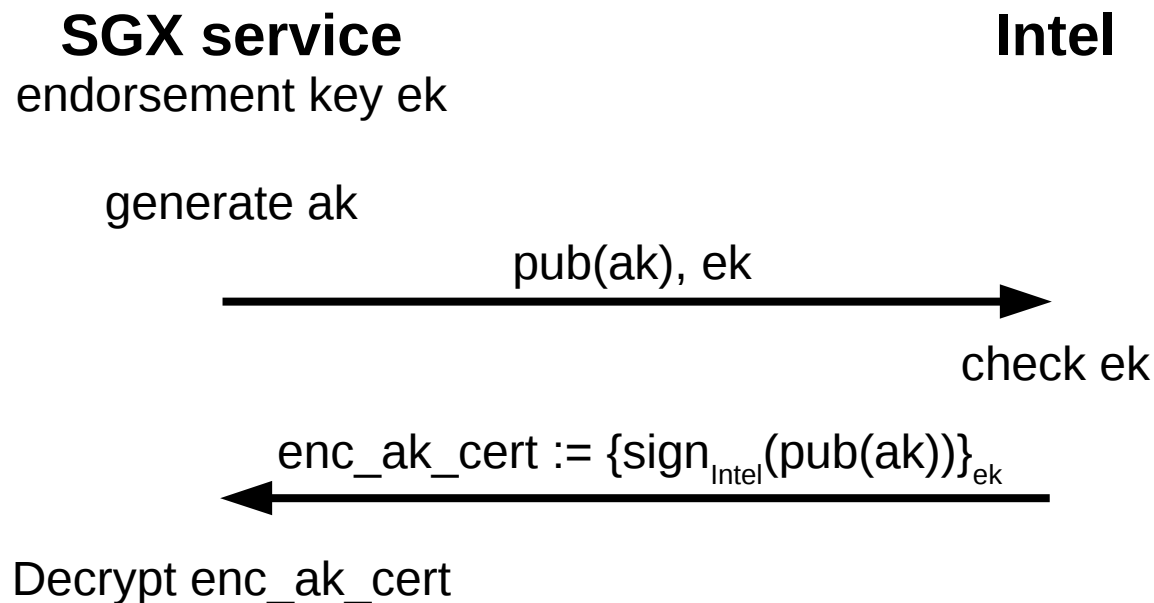 SGX service
Intel
endorsement key ek
generate ak
pub(ak), ek
check ek
enc_ak_cert := {sign_Intel(pub(ak))}_ek
Decrypt enc_ak_cert